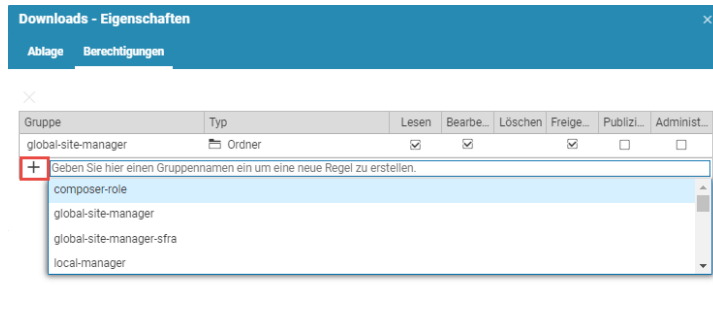 Downloads - Eigenschaften
Ablage Berechtigungen
Gruppe Typ Lesen Bearbe... Löschen Freige... Publizi... Administ...
global-site-manager Ordner
Geben Sie hier einen Gruppennamen ein um eine neue Regel zu erstellen.
composer-role
global-site-manager
global-site-manager-sfra
local-manager